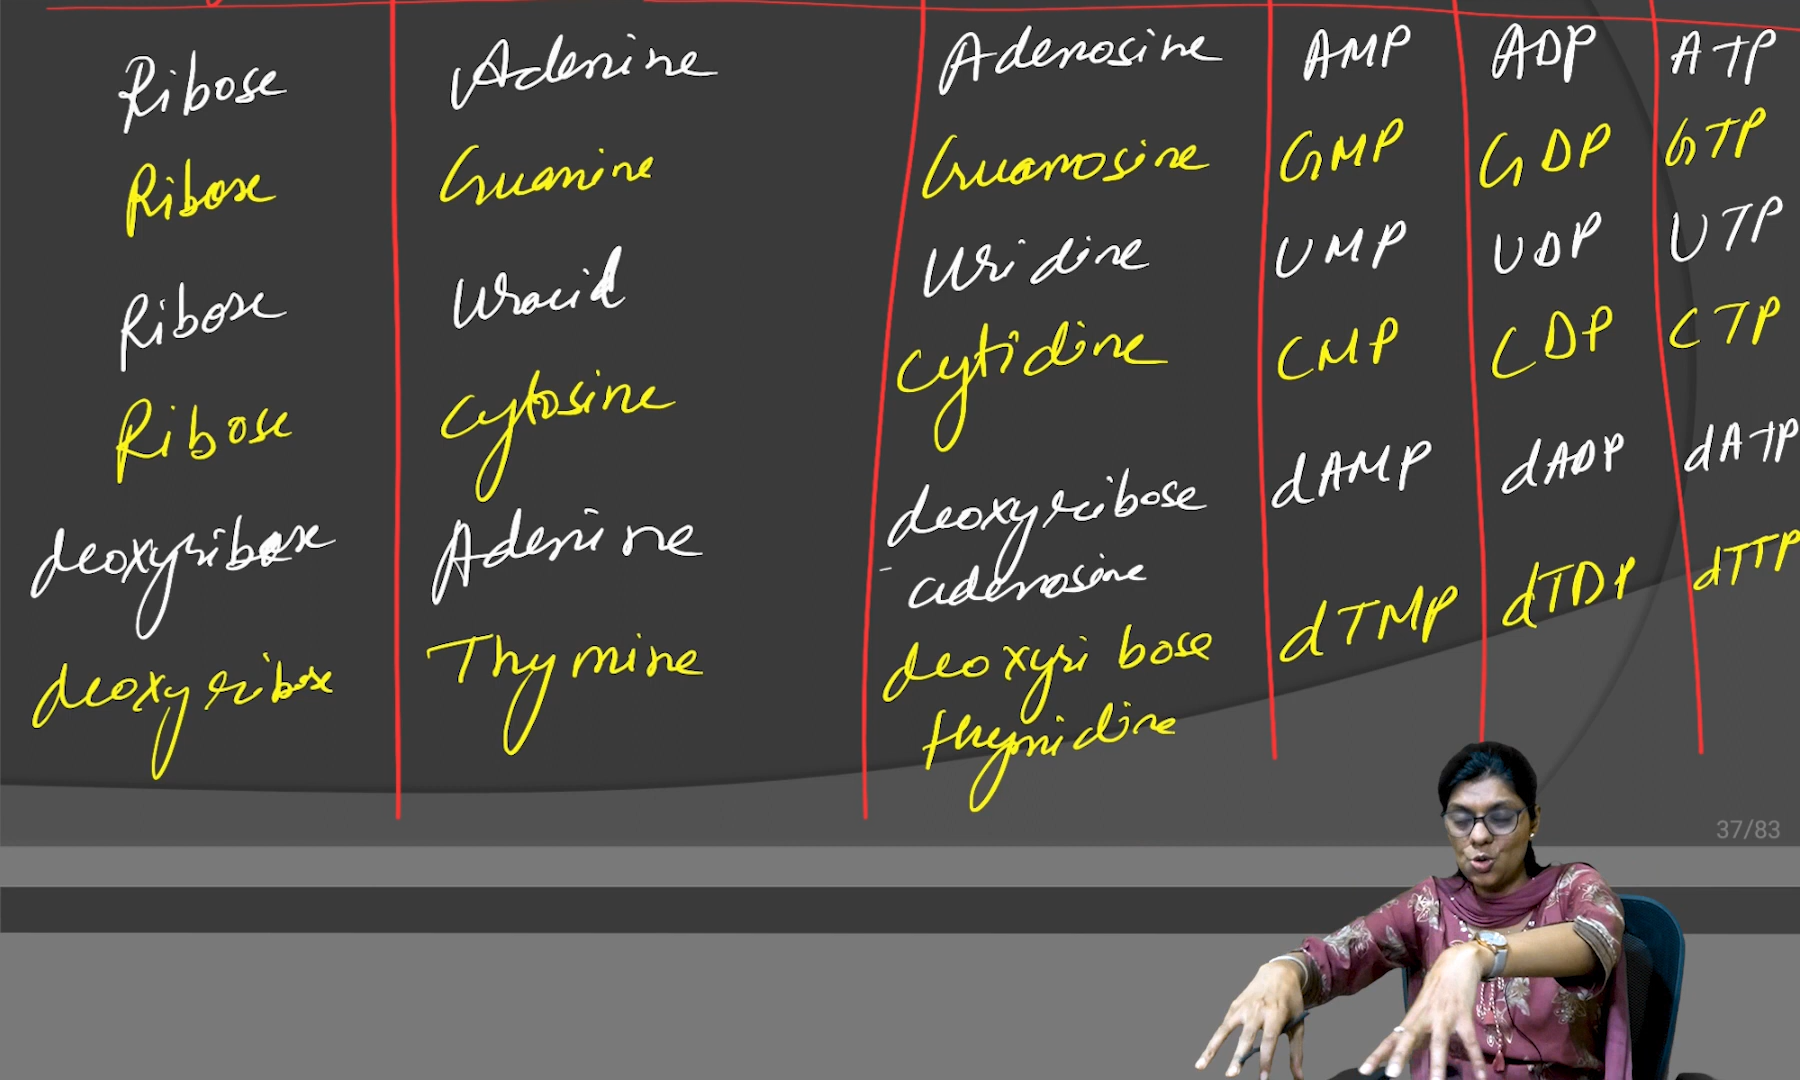 Ribose Adenine Adenosine AMP ADP ATP
Ribose Guanine Guanosine GMP GDP GTP
Ribose Uracil Uridine UMP UDP UTP
Ribose Cytosine Cytidine CMP CDP CTP
deoxyribose Adenine deoxyribose dAMP dADP dATP
- adenosine
deoxyribose Thymine deoxyribose dTMP dTDP dTTP
thymidine
37/83